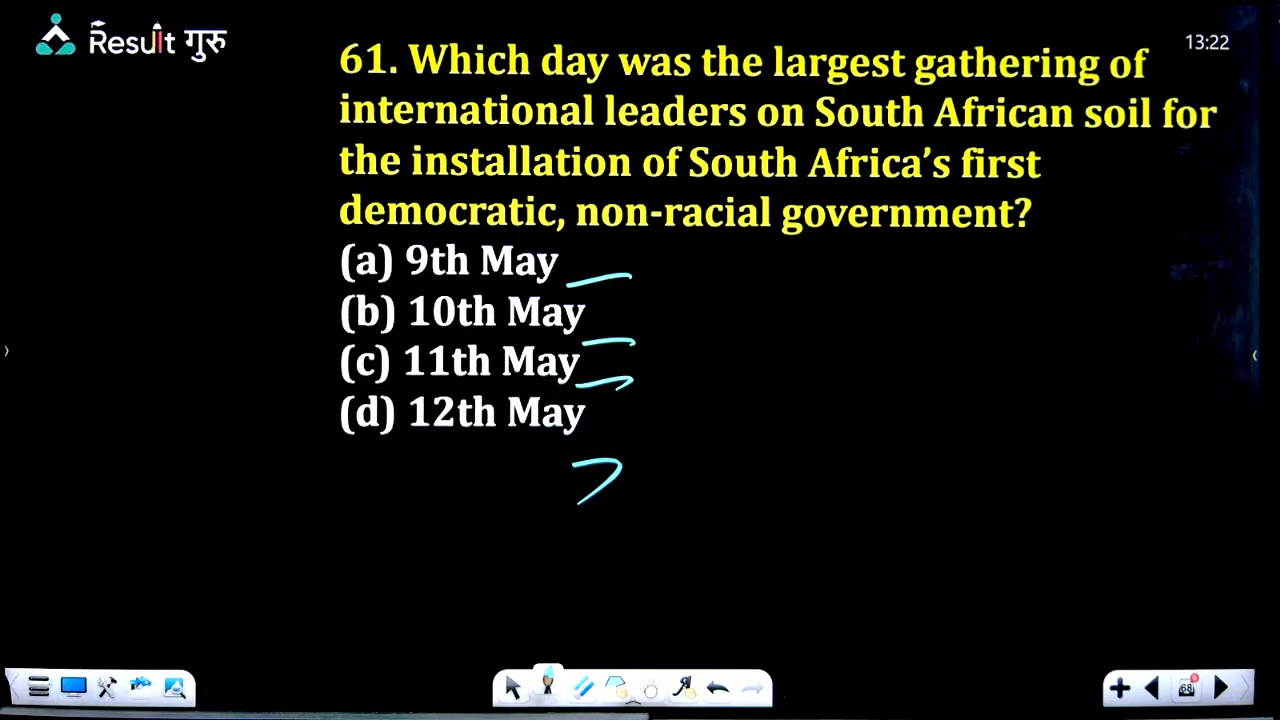 Result गुरु
13:22
61. Which day was the largest gathering of
international leaders on South African soil for
the installation of South Africa’s first
democratic, non-racial government?
(a) 9th May
(b) 10th May
(c) 11th May
(d) 12th May
68